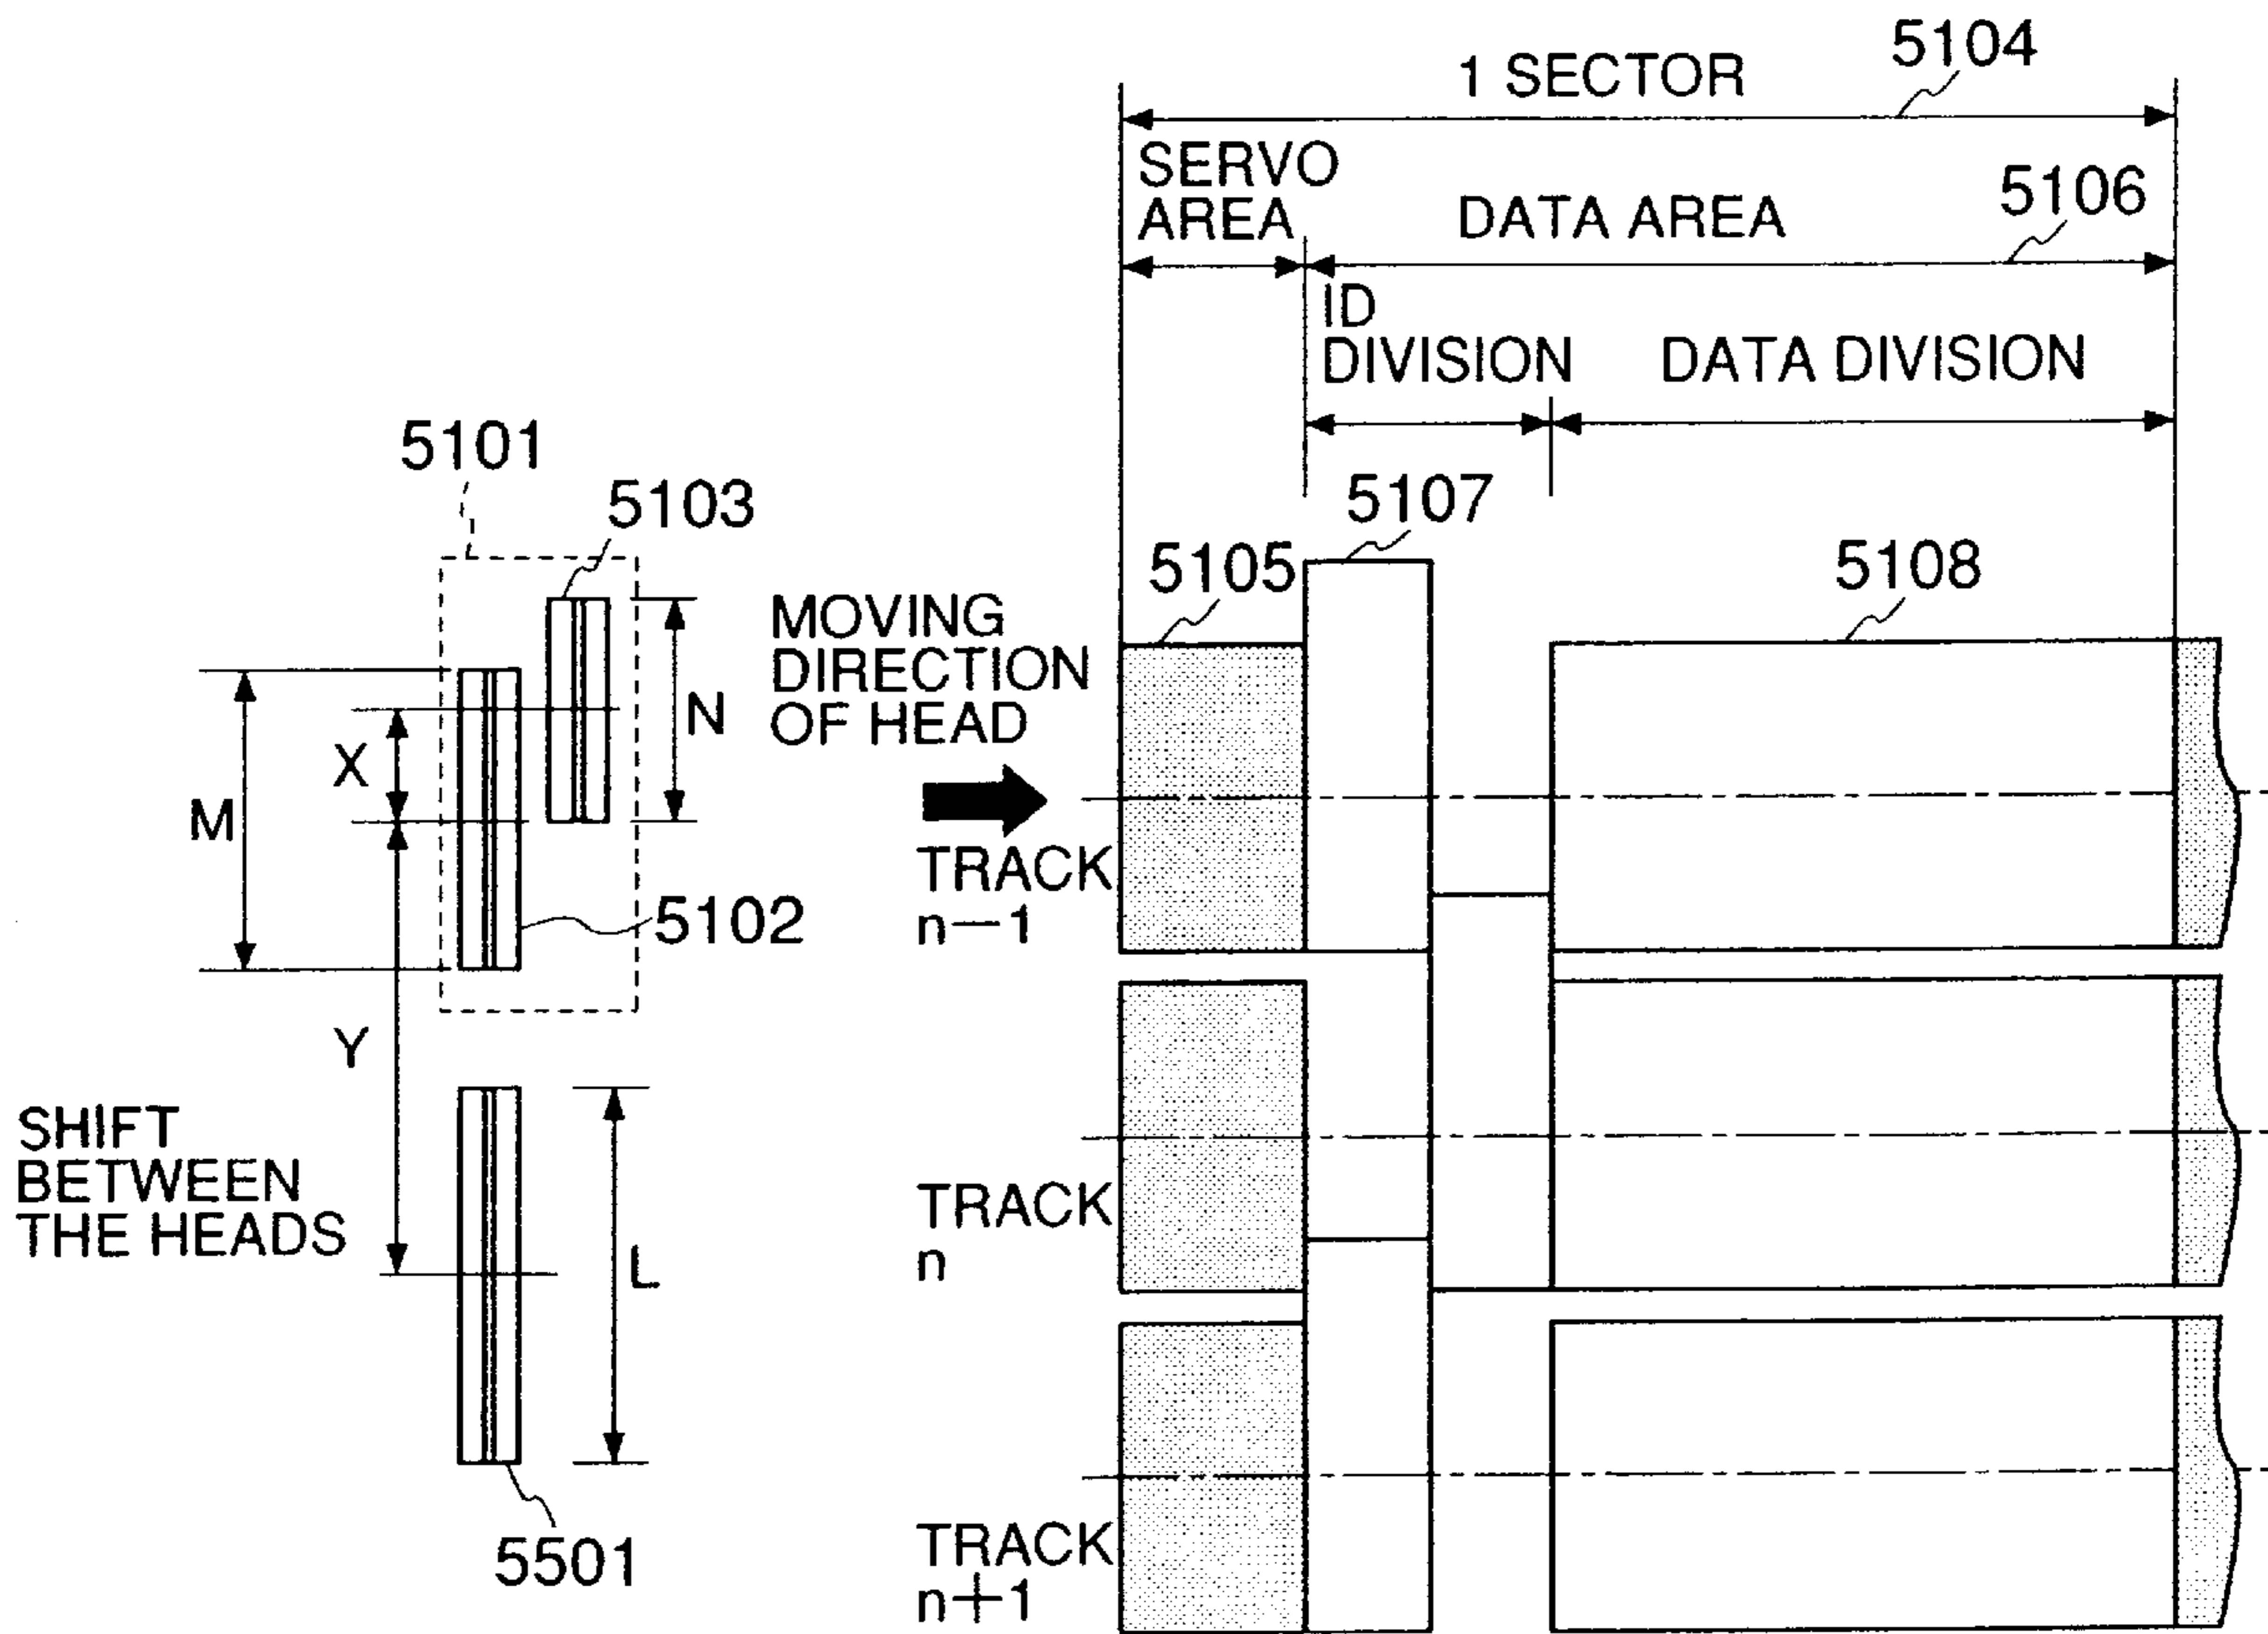 5104
1 SECTOR
SERVO
AREA
5106
DATA AREA
ID
DIVISION
DATA DIVISION
5101
5103
5107
5105
5108
MOVING
DIRECTION
OF HEAD
N
X
M
TRACK
n−1
5102
Y
SHIFT
BETWEEN
THE HEADS
L
TRACK
n
5501
TRACK
n+1